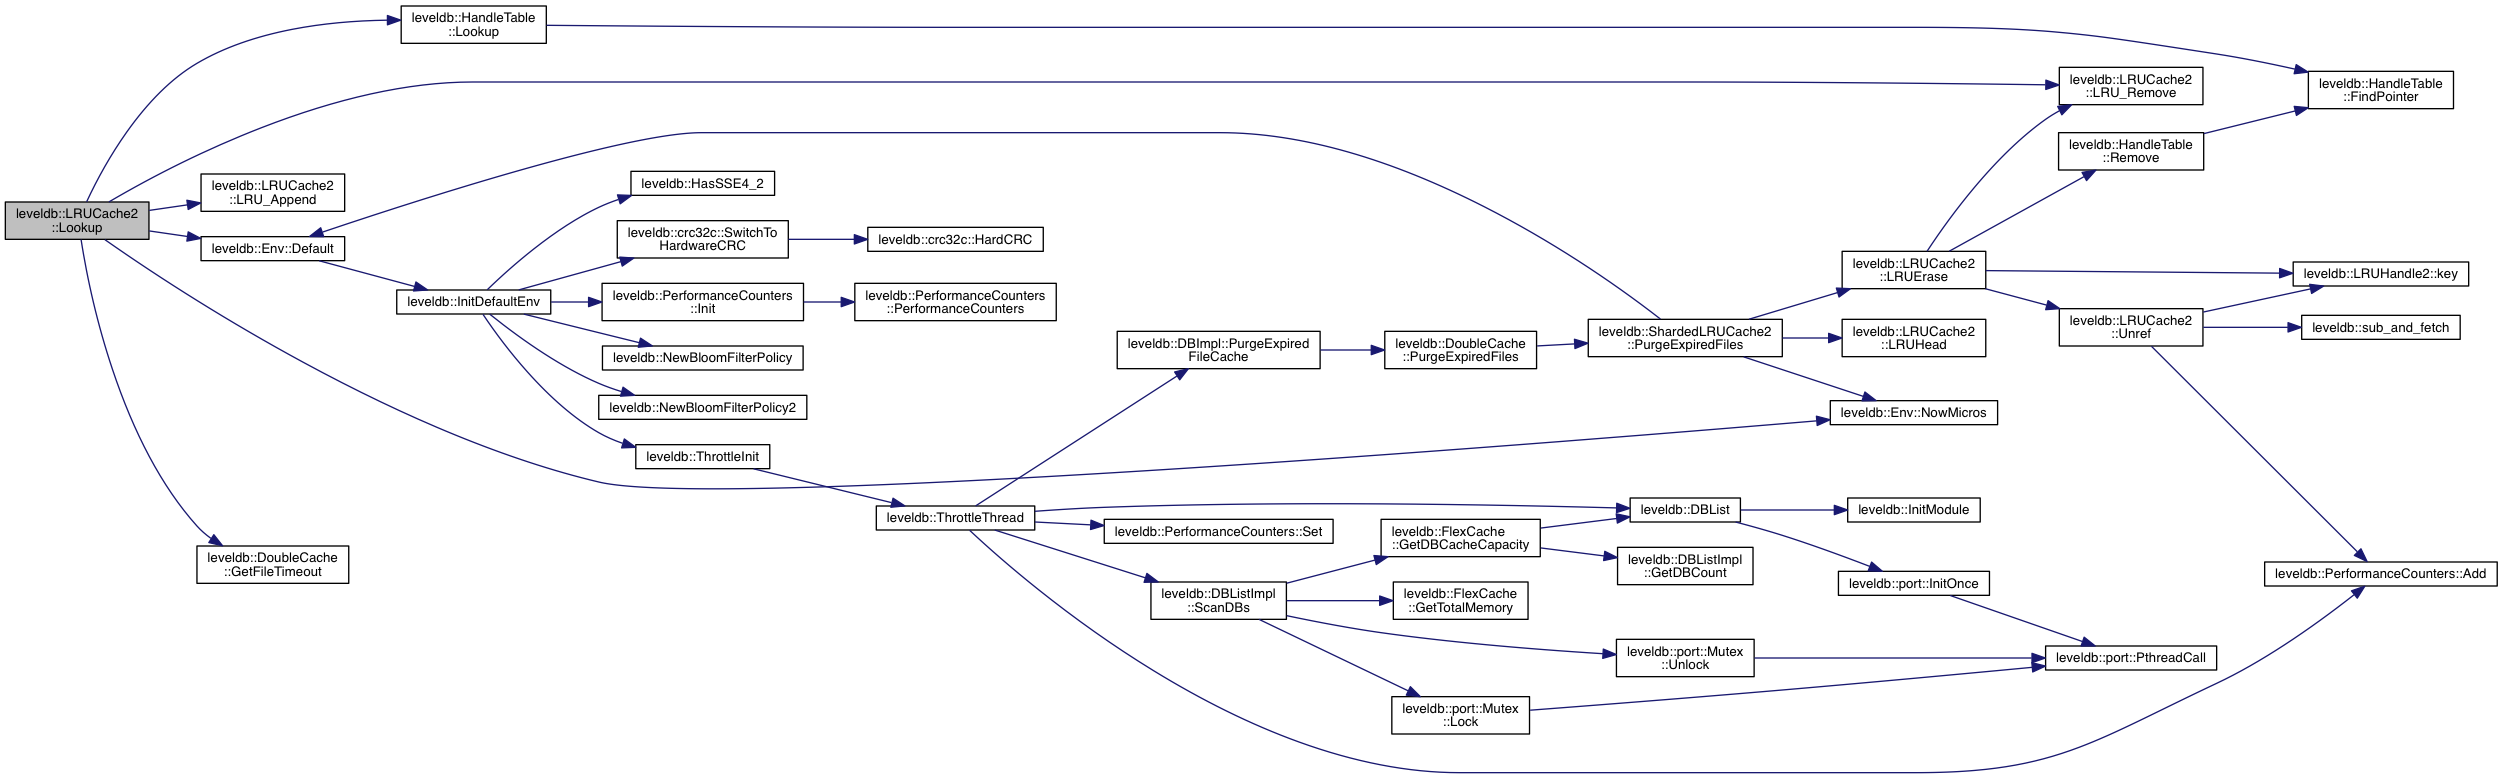 leveldb::LRUCache2
::Lookup
leveldb::HandleTable
::Lookup
leveldb::LRUCache2
::LRU_Append
leveldb::Env::Default
leveldb::DoubleCache
::GetFileTimeout
leveldb::InitDefaultEnv
leveldb::HasSSE4_2
leveldb::crc32c::SwitchTo
HardwareCRC
leveldb::PerformanceCounters
::Init
leveldb::NewBloomFilterPolicy
leveldb::NewBloomFilterPolicy2
leveldb::ThrottleInit
leveldb::crc32c::HardCRC
leveldb::PerformanceCounters
::PerformanceCounters
leveldb::ThrottleThread
leveldb::DBImpl::PurgeExpired
FileCache
leveldb::PerformanceCounters::Set
leveldb::DBListImpl
::ScanDBs
leveldb::DoubleCache
::PurgeExpiredFiles
leveldb::FlexCache
::GetDBCacheCapacity
leveldb::FlexCache
::GetTotalMemory
leveldb::port::Mutex
::Lock
leveldb::ShardedLRUCache2
::PurgeExpiredFiles
leveldb::DBList
leveldb::DBListImpl
::GetDBCount
leveldb::port::Mutex
::Unlock
leveldb::LRUCache2
::LRUErase
leveldb::LRUCache2
::LRUHead
leveldb::Env::NowMicros
leveldb::InitModule
leveldb::port::InitOnce
leveldb::LRUCache2
::LRU_Remove
leveldb::HandleTable
::Remove
leveldb::LRUCache2
::Unref
leveldb::port::PthreadCall
leveldb::HandleTable
::FindPointer
leveldb::LRUHandle2::key
leveldb::sub_and_fetch
leveldb::PerformanceCounters::Add